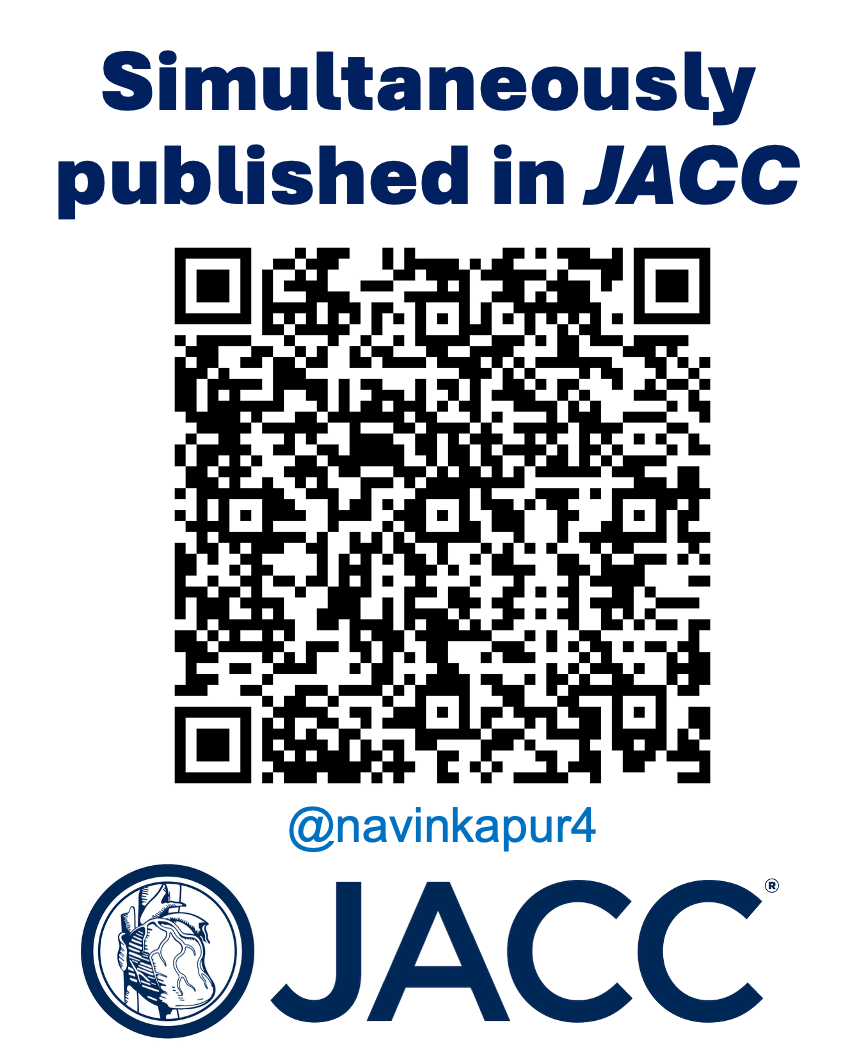 Simultaneously
published in JACC
@navinkapur4
JACC®